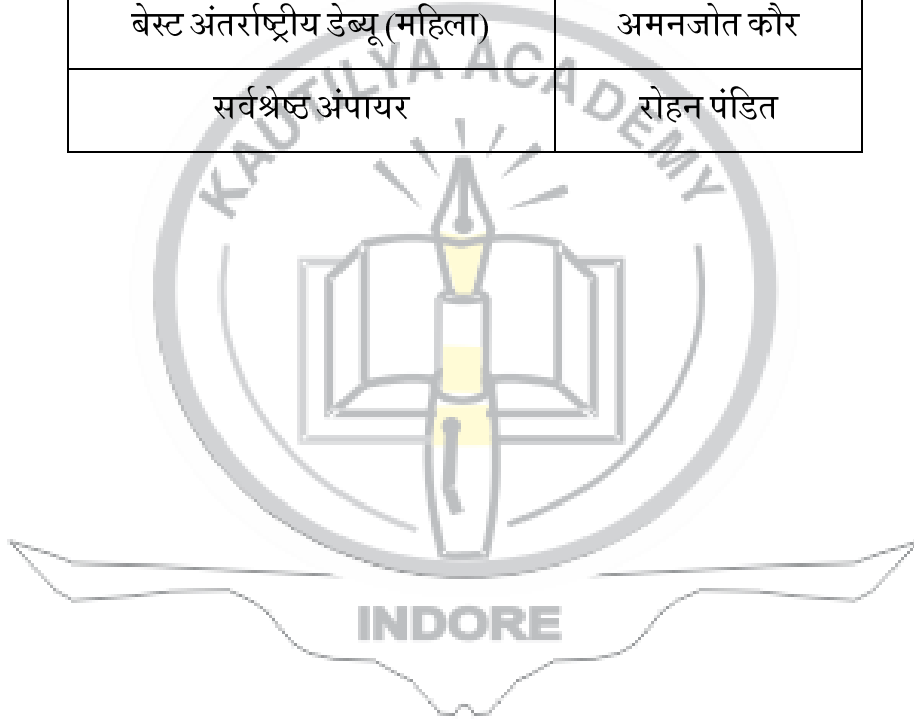 बेस्ट अंतर्राष्ट्रीय डेब्यू (महिला) अमनजोत कौर
सर्वश्रेष्ठ अंपायर रोहन पंडित
KAUTILYA ACADEMY
INDORE